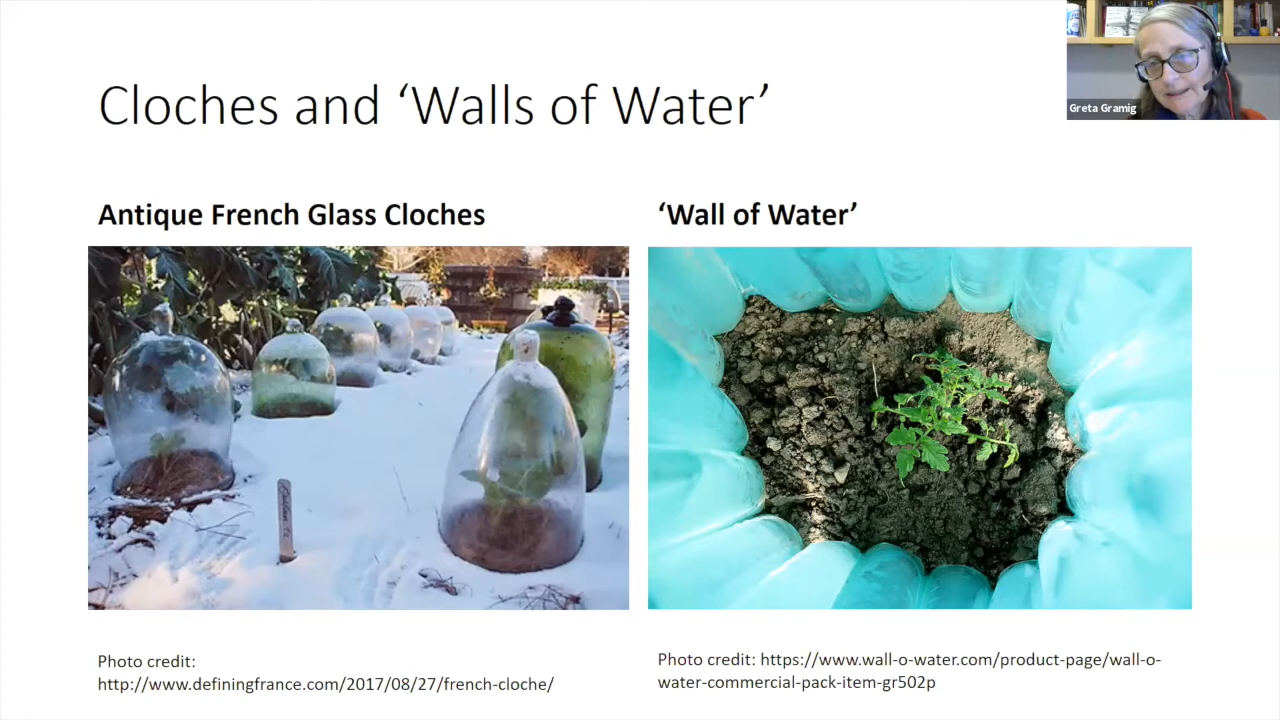 Greta Gramig
Cloches and ‘Walls of Water’
Antique French Glass Cloches
‘Wall of Water’
Photo credit:
http://www.definingfrance.com/2017/08/27/french-cloche/
Photo credit: https://www.wall-o-water.com/product-page/wall-o-
water-commercial-pack-item-gr502p